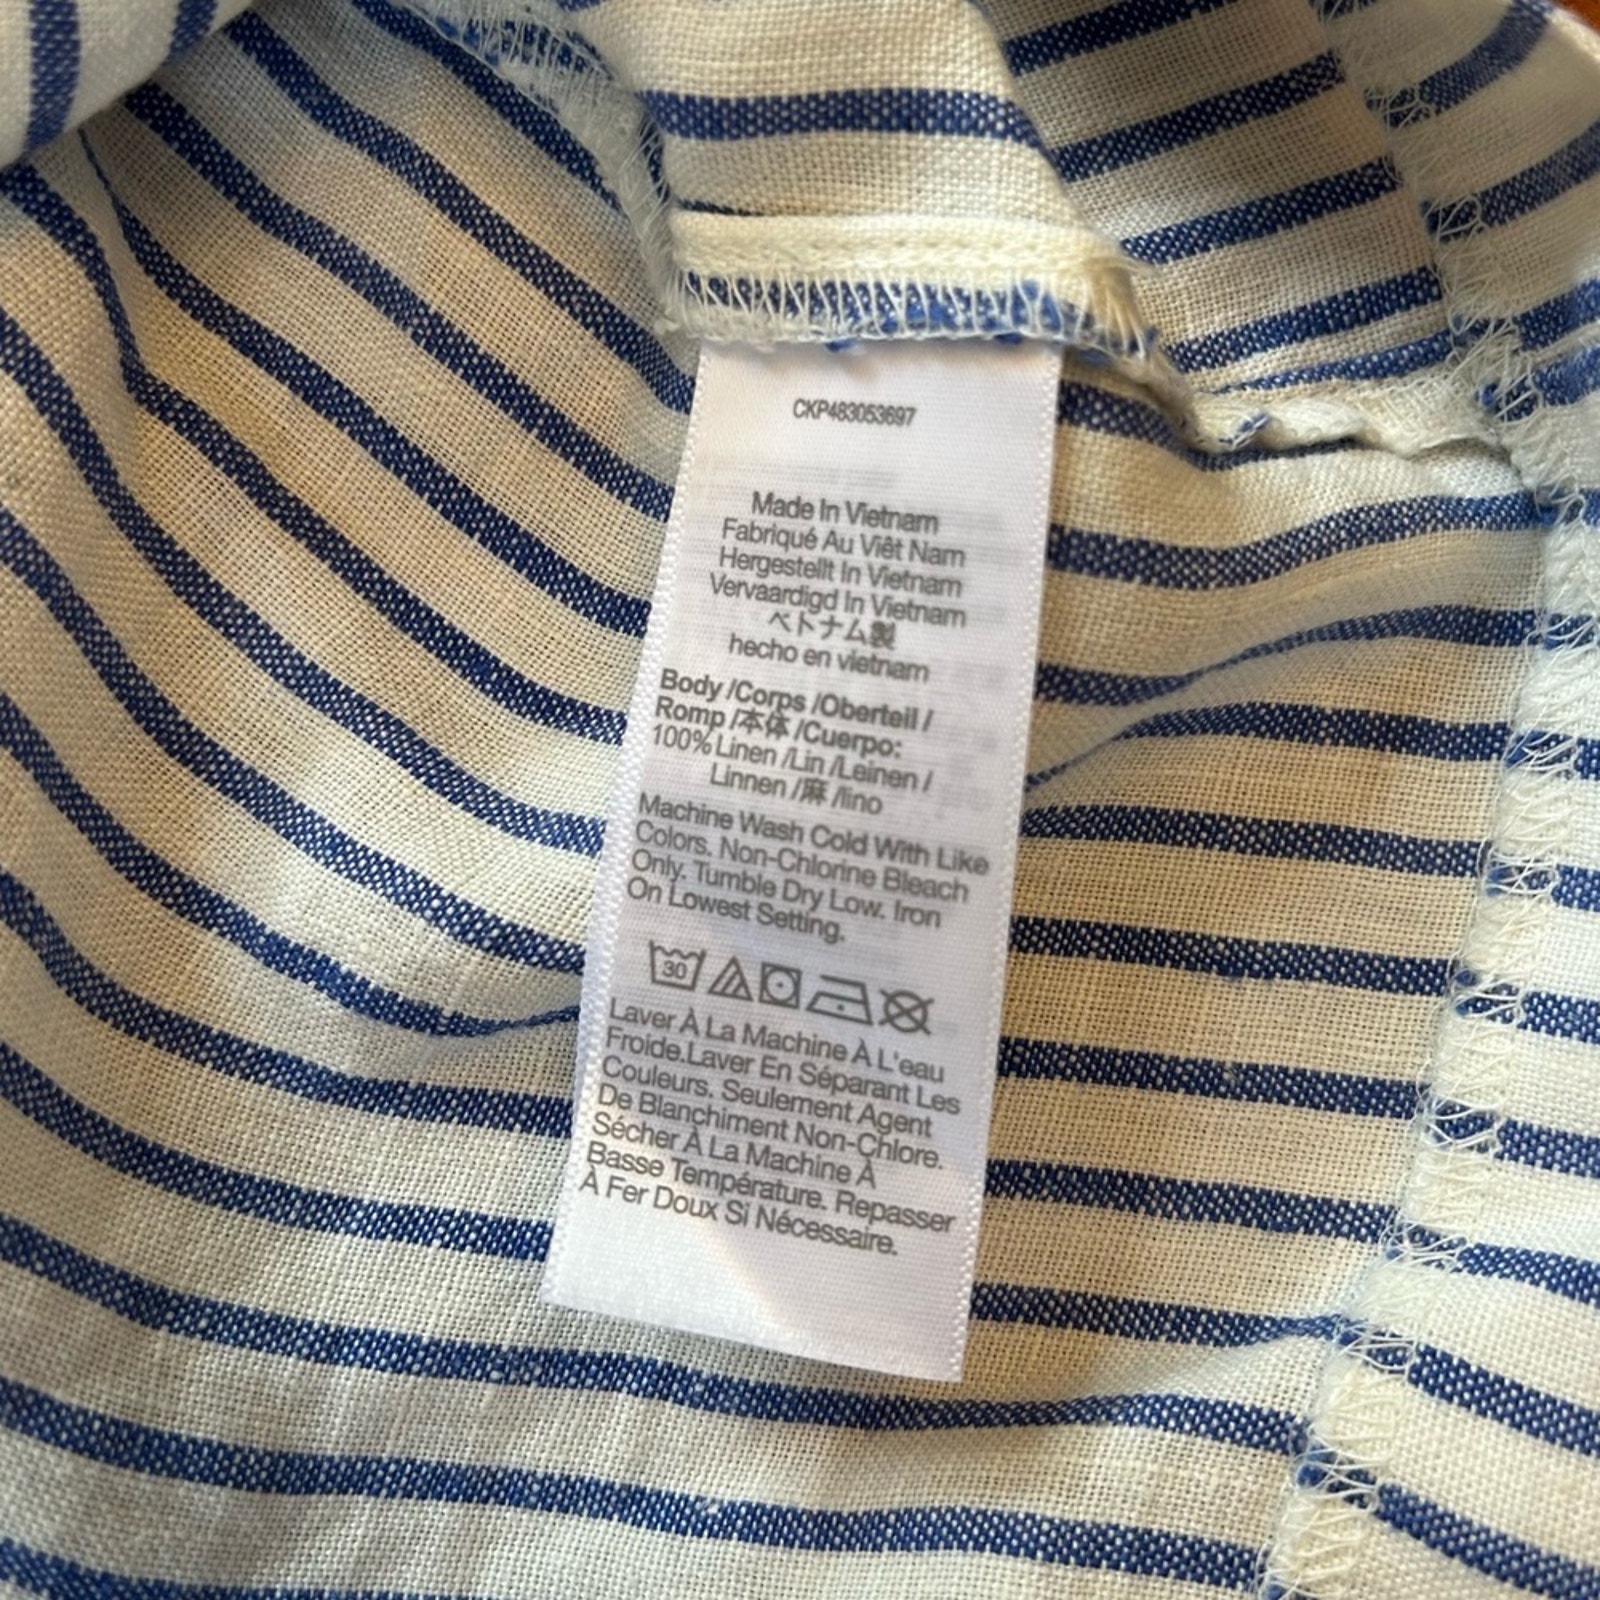 CKP483053697
Made In Vietnam
Fabriqué Au Viêt Nam
Hergestellt In Vietnam
Vervaardigd In Vietnam
ベトナム製
hecho en vietnam
Body /Corps /Oberteil /
Romp /本体 /Cuerpo:
100% Linen /Lin /Leinen /
Linnen /麻 /lino
Machine Wash Cold With Like
Colors. Non-Chlorine Bleach
Only. Tumble Dry Low. Iron
On Lowest Setting.
30
Laver À La Machine À L'eau
Froide.Laver En Séparant Les
Couleurs. Seulement Agent
De Blanchiment Non-Chlore.
Sécher À La Machine À
Basse Température. Repasser
À Fer Doux Si Nécessaire.